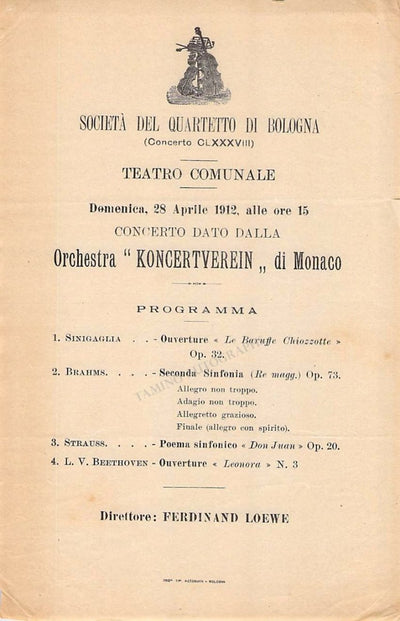 SOCIETÀ DEL QUARTETTO DI BOLOGNA
(Concerto CLXXXVIII)
TEATRO COMUNALE
Domenica, 28 Aprile 1912, alle ore 15
CONCERTO DATO DALLA
Orchestra " KONCERTVEREIN „ di Monaco
PROGRAMMA
1. SINIGAGLIA . . . - Ouverture « Le Baruffe Chiozzotte »
Op. 32.
2. BRAHMS. . . . . - Seconda Sinfonia (Re magg.) Op. 73.
Allegro non troppo.
Adagio non troppo.
Allegretto grazioso.
Finale (allegro con spirito).
3. STRAUSS. . . . . - Poema sinfonico « Don Juan » Op. 20.
4. L. V. BEETHOVEN - Ouverture « Leonora » N. 3
Direttore: FERDINAND LOEWE
BOLOGNA